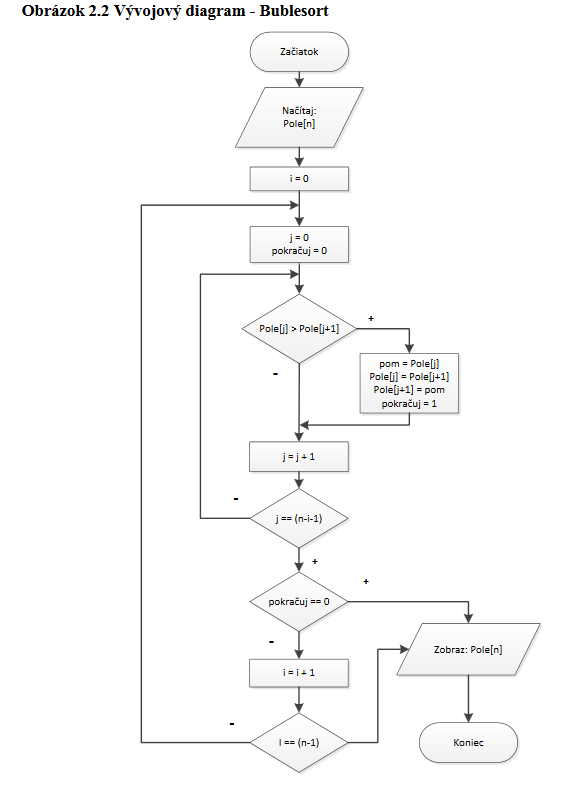 Obrázok 2.2 Vývojový diagram - Bublesort
Začiatok
Načítaj:
Pole[n]
i = 0
j = 0
pokračuj = 0
Pole[j] > Pole[j+1]
+
-
pom = Pole[j]
Pole[j] = Pole[j+1]
Pole[j+1] = pom
pokračuj = 1
j = j + 1
-
j == (n-i-1)
+
pokračuj == 0
+
-
Zobraz: Pole[n]
i = i + 1
-
I == (n-1)
Koniec